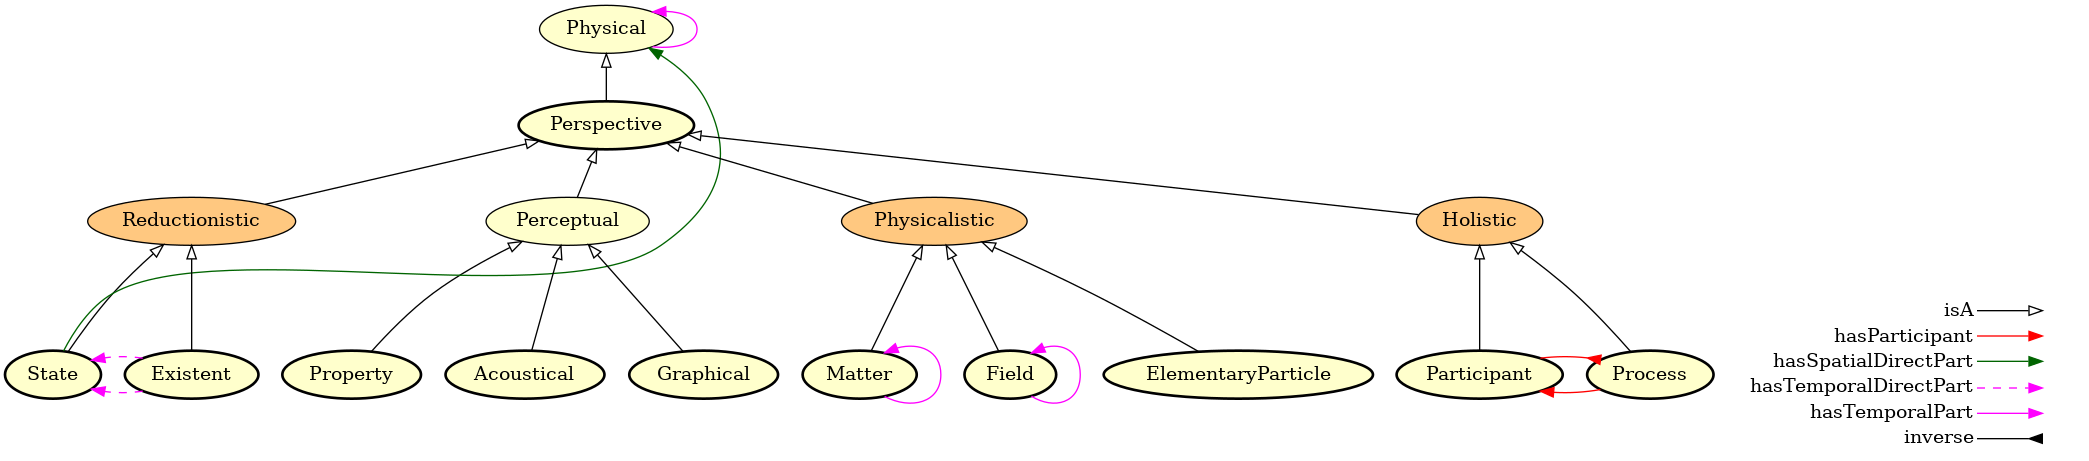 Physical
Perspective
Reductionistic
Perceptual
Physicalistic
Holistic
State
Existent
Property
Acoustical
Graphical
Matter
Field
ElementaryParticle
Participant
Process
isA
hasParticipant
hasSpatialDirectPart
hasTemporalDirectPart
hasTemporalPart
inverse